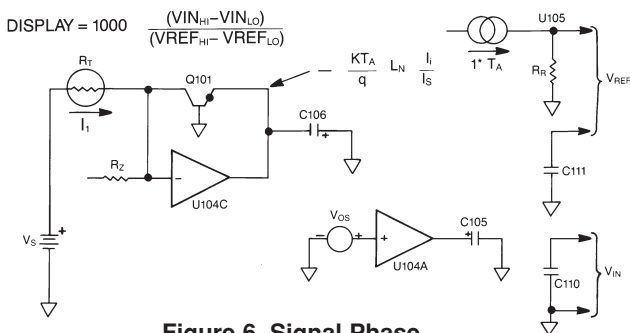 DISPLAY = 1000 (VIN_HI–VIN_LO) / (VREF_HI– VREF_LO)
U105
R_T
Q101
– KT_A / q L_N I_i / I_S
1* T_A
R_R
V_REF
I_1
C106
+
R_Z
–
U104C
C111
V_S
+
V_OS
– +
+
C105
+
U104A
C110
V_IN
Figure 6. Signal Phase